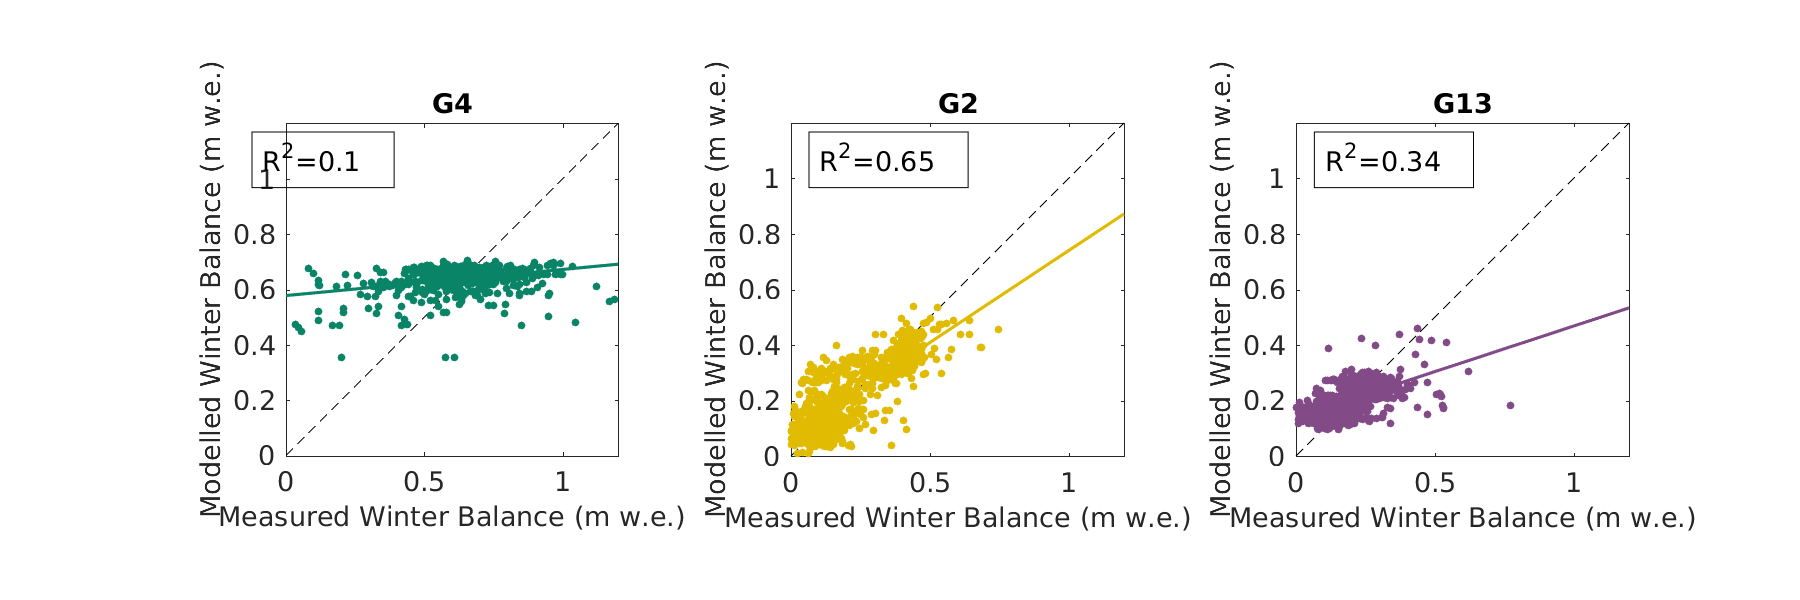 G4
R²=0.1
Modelled Winter Balance (m w.e.)
1
0.8
0.6
0.4
0.2
0
0 0.5 1
Measured Winter Balance (m w.e.)
G2
R²=0.65
Modelled Winter Balance (m w.e.)
1
0.8
0.6
0.4
0.2
0
0 0.5 1
Measured Winter Balance (m w.e.)
G13
R²=0.34
Modelled Winter Balance (m w.e.)
1
0.8
0.6
0.4
0.2
0
0 0.5 1
Measured Winter Balance (m w.e.)